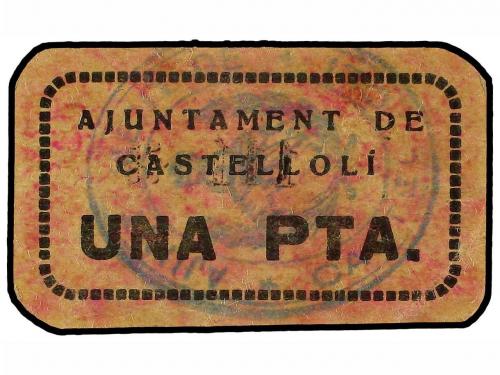 AJUNTAMENT DE
CASTELLOLÍ
UNA PTA.